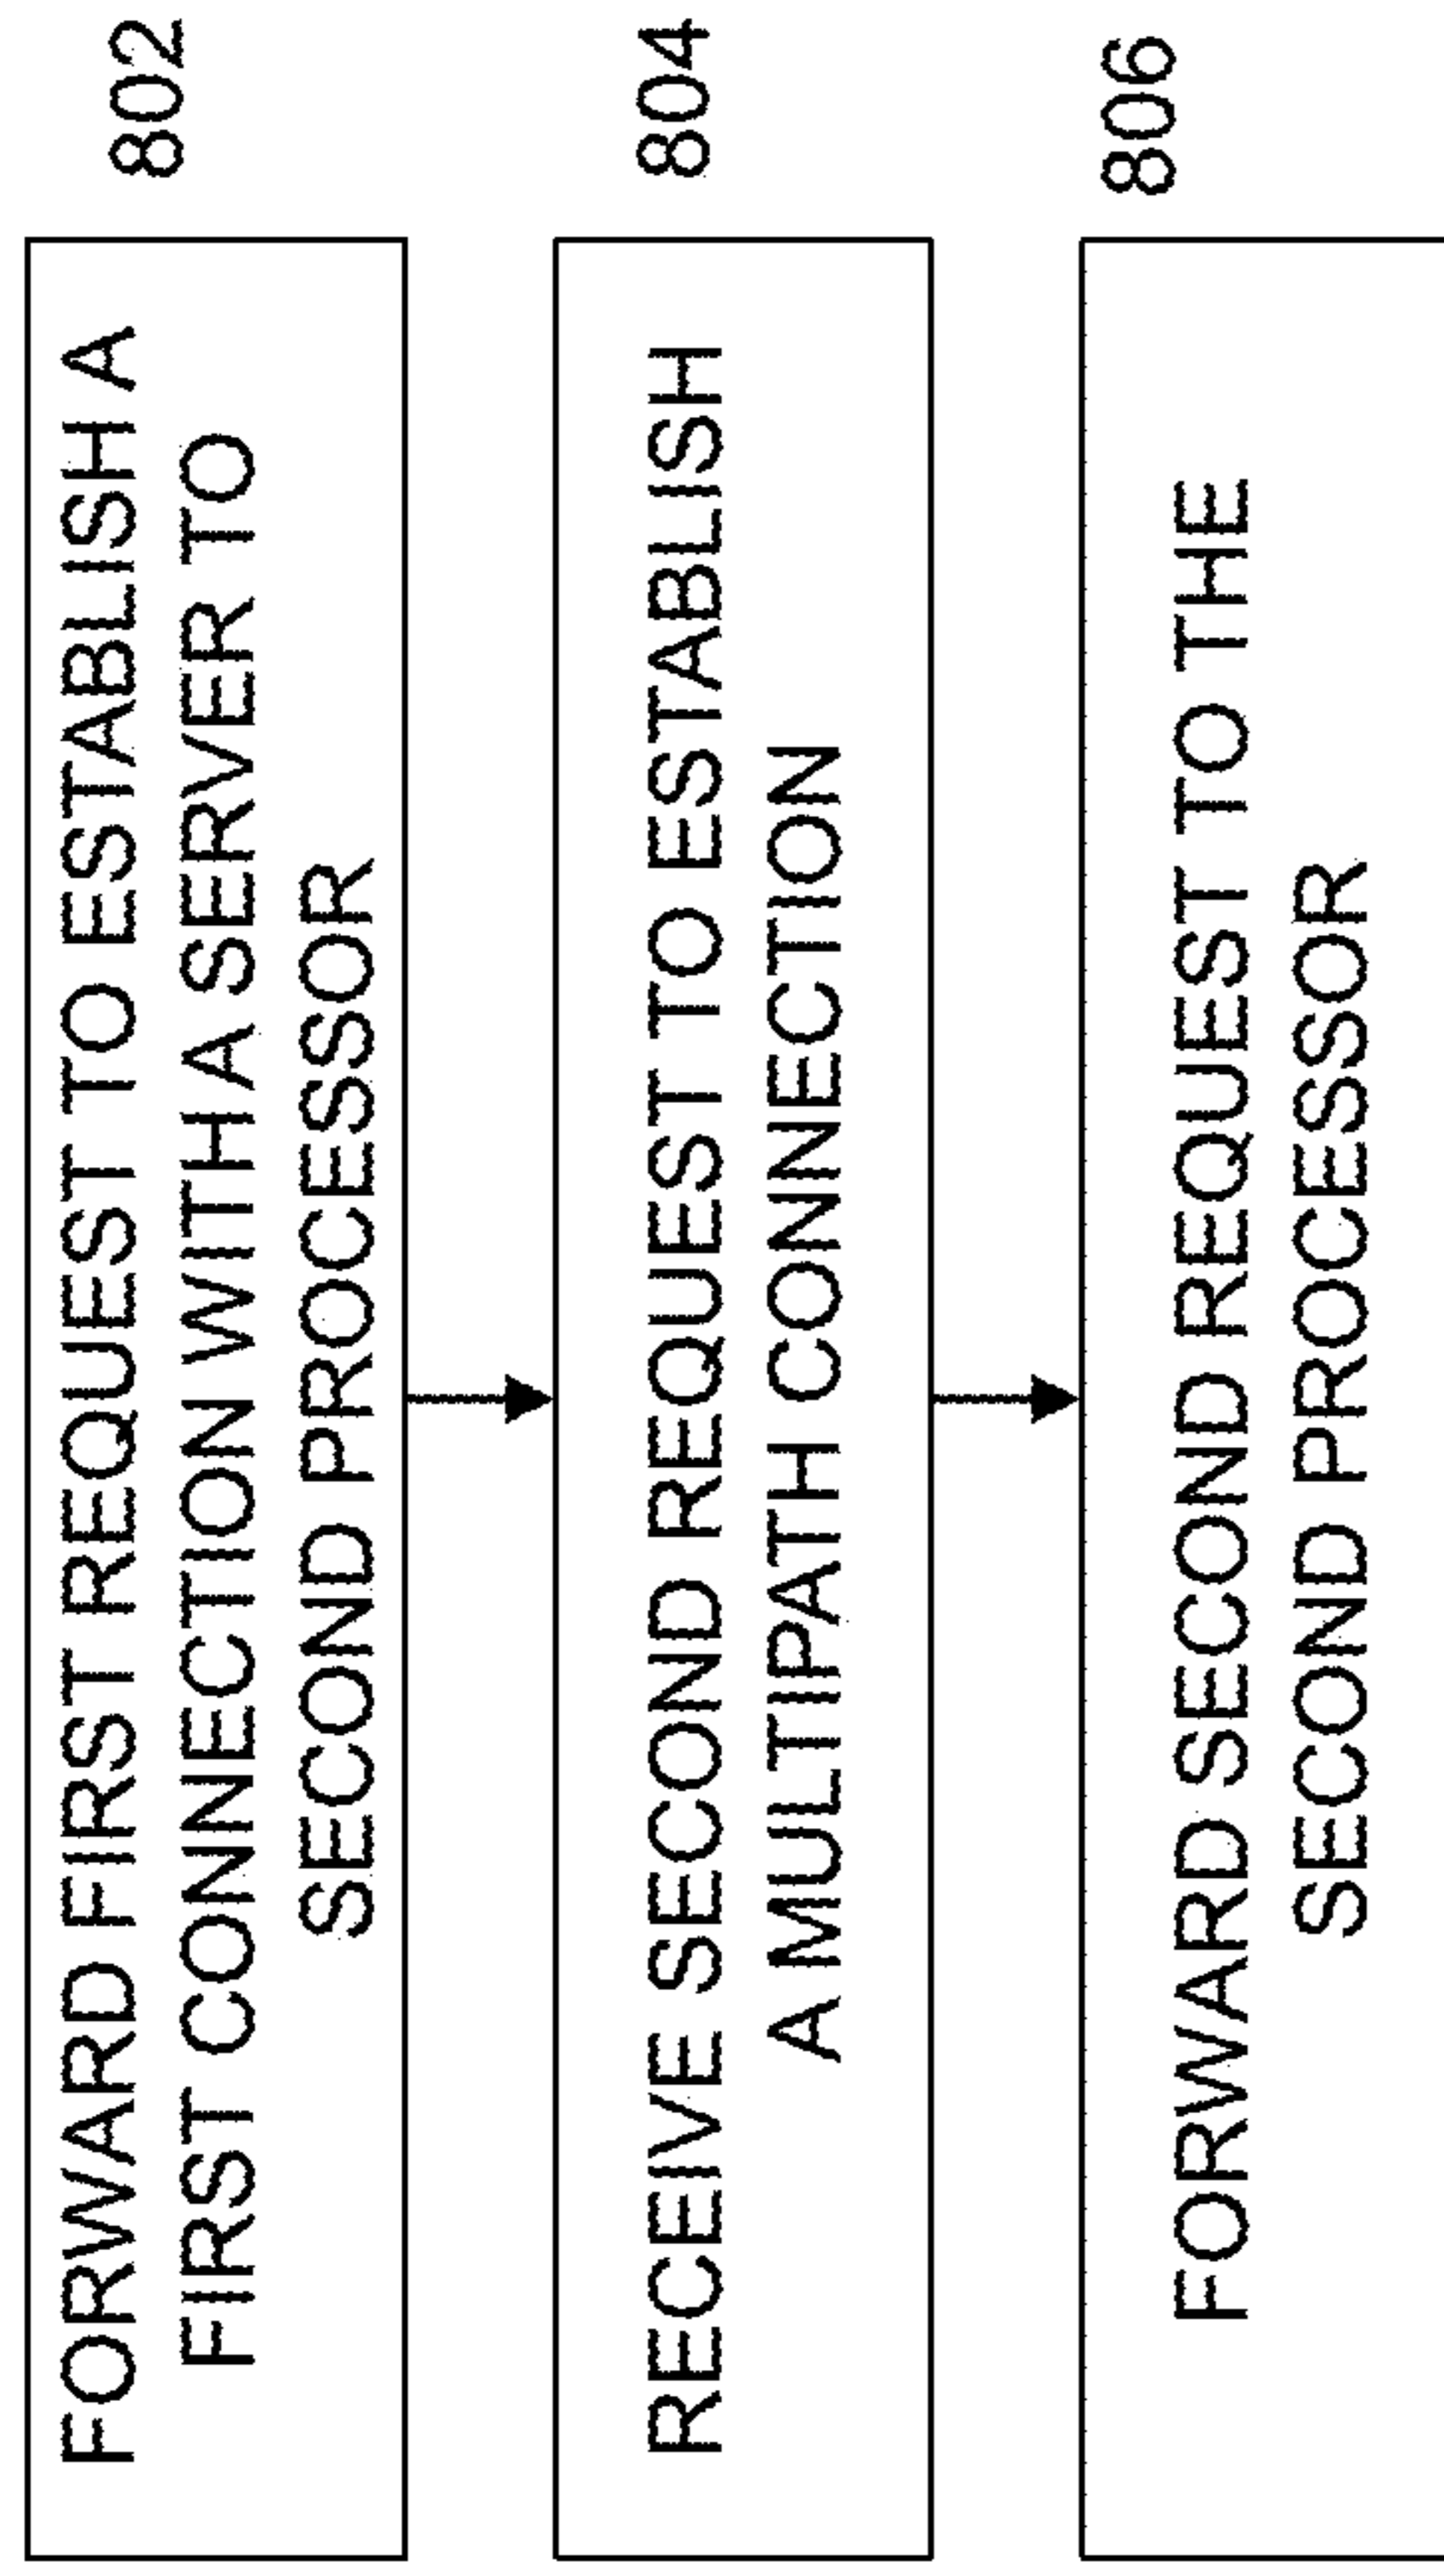 FORWARD FIRST REQUEST TO ESTABLISH A
FIRST CONNECTION WITH A SERVER TO
SECOND PROCESSOR
802
RECEIVE SECOND REQUEST TO ESTABLISH
A MULTIPATH CONNECTION
804
FORWARD SECOND REQUEST TO THE
SECOND PROCESSOR
806